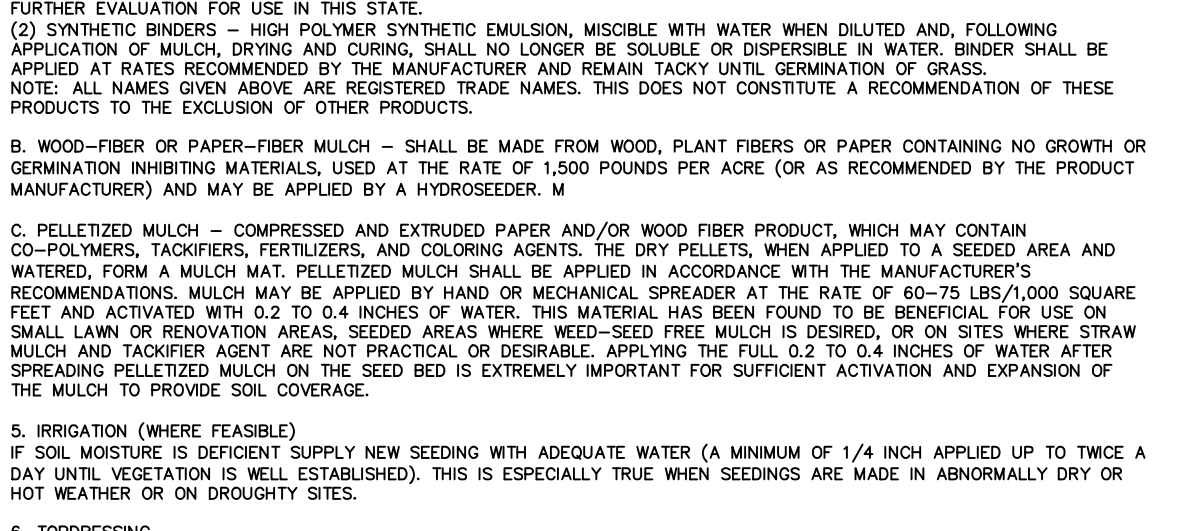 FURTHER EVALUATION FOR USE IN THIS STATE.
(2) SYNTHETIC BINDERS – HIGH POLYMER SYNTHETIC EMULSION, MISCIBLE WITH WATER WHEN DILUTED AND, FOLLOWING
APPLICATION OF MULCH, DRYING AND CURING, SHALL NO LONGER BE SOLUBLE OR DISPERSIBLE IN WATER. BINDER SHALL BE
APPLIED AT RATES RECOMMENDED BY THE MANUFACTURER AND REMAIN TACKY UNTIL GERMINATION OF GRASS.
NOTE: ALL NAMES GIVEN ABOVE ARE REGISTERED TRADE NAMES. THIS DOES NOT CONSTITUTE A RECOMMENDATION OF THESE
PRODUCTS TO THE EXCLUSION OF OTHER PRODUCTS.
B. WOOD–FIBER OR PAPER–FIBER MULCH – SHALL BE MADE FROM WOOD, PLANT FIBERS OR PAPER CONTAINING NO GROWTH OR
GERMINATION INHIBITING MATERIALS, USED AT THE RATE OF 1,500 POUNDS PER ACRE (OR AS RECOMMENDED BY THE PRODUCT
MANUFACTURER) AND MAY BE APPLIED BY A HYDROSEEDER. M
C. PELLETIZED MULCH – COMPRESSED AND EXTRUDED PAPER AND/OR WOOD FIBER PRODUCT, WHICH MAY CONTAIN
CO–POLYMERS, TACKIFIERS, FERTILIZERS, AND COLORING AGENTS. THE DRY PELLETS, WHEN APPLIED TO A SEEDED AREA AND
WATERED, FORM A MULCH MAT. PELLETIZED MULCH SHALL BE APPLIED IN ACCORDANCE WITH THE MANUFACTURER'S
RECOMMENDATIONS. MULCH MAY BE APPLIED BY HAND OR MECHANICAL SPREADER AT THE RATE OF 60–75 LBS/1,000 SQUARE
FEET AND ACTIVATED WITH 0.2 TO 0.4 INCHES OF WATER. THIS MATERIAL HAS BEEN FOUND TO BE BENEFICIAL FOR USE ON
SMALL LAWN OR RENOVATION AREAS, SEEDED AREAS WHERE WEED–SEED FREE MULCH IS DESIRED, OR ON SITES WHERE STRAW
MULCH AND TACKIFIER AGENT ARE NOT PRACTICAL OR DESIRABLE. APPLYING THE FULL 0.2 TO 0.4 INCHES OF WATER AFTER
SPREADING PELLETIZED MULCH ON THE SEED BED IS EXTREMELY IMPORTANT FOR SUFFICIENT ACTIVATION AND EXPANSION OF
THE MULCH TO PROVIDE SOIL COVERAGE.
5. IRRIGATION (WHERE FEASIBLE)
IF SOIL MOISTURE IS DEFICIENT SUPPLY NEW SEEDING WITH ADEQUATE WATER (A MINIMUM OF 1/4 INCH APPLIED UP TO TWICE A
DAY UNTIL VEGETATION IS WELL ESTABLISHED). THIS IS ESPECIALLY TRUE WHEN SEEDINGS ARE MADE IN ABNORMALLY DRY OR
HOT WEATHER OR ON DROUGHTY SITES.
6. TOPDRESSING